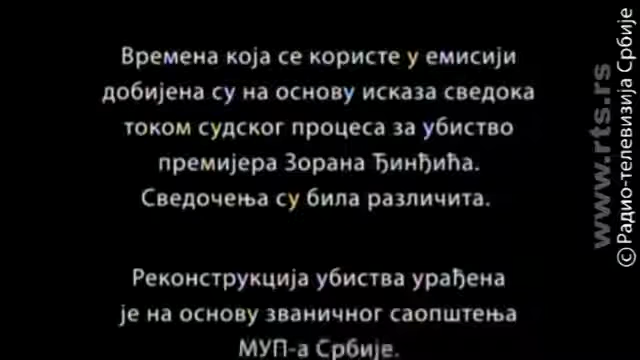 Времена која се користе у емисији
добијена су на основу исказа сведока
током судског процеса за убиство
премијера Зорана Ђинђића.
Сведочења су била различита.
Реконструкција убиства урађена
је на основу званичног саопштења
МУП-а Србије.
www.rts.rs
© Радио-телевизија Србије